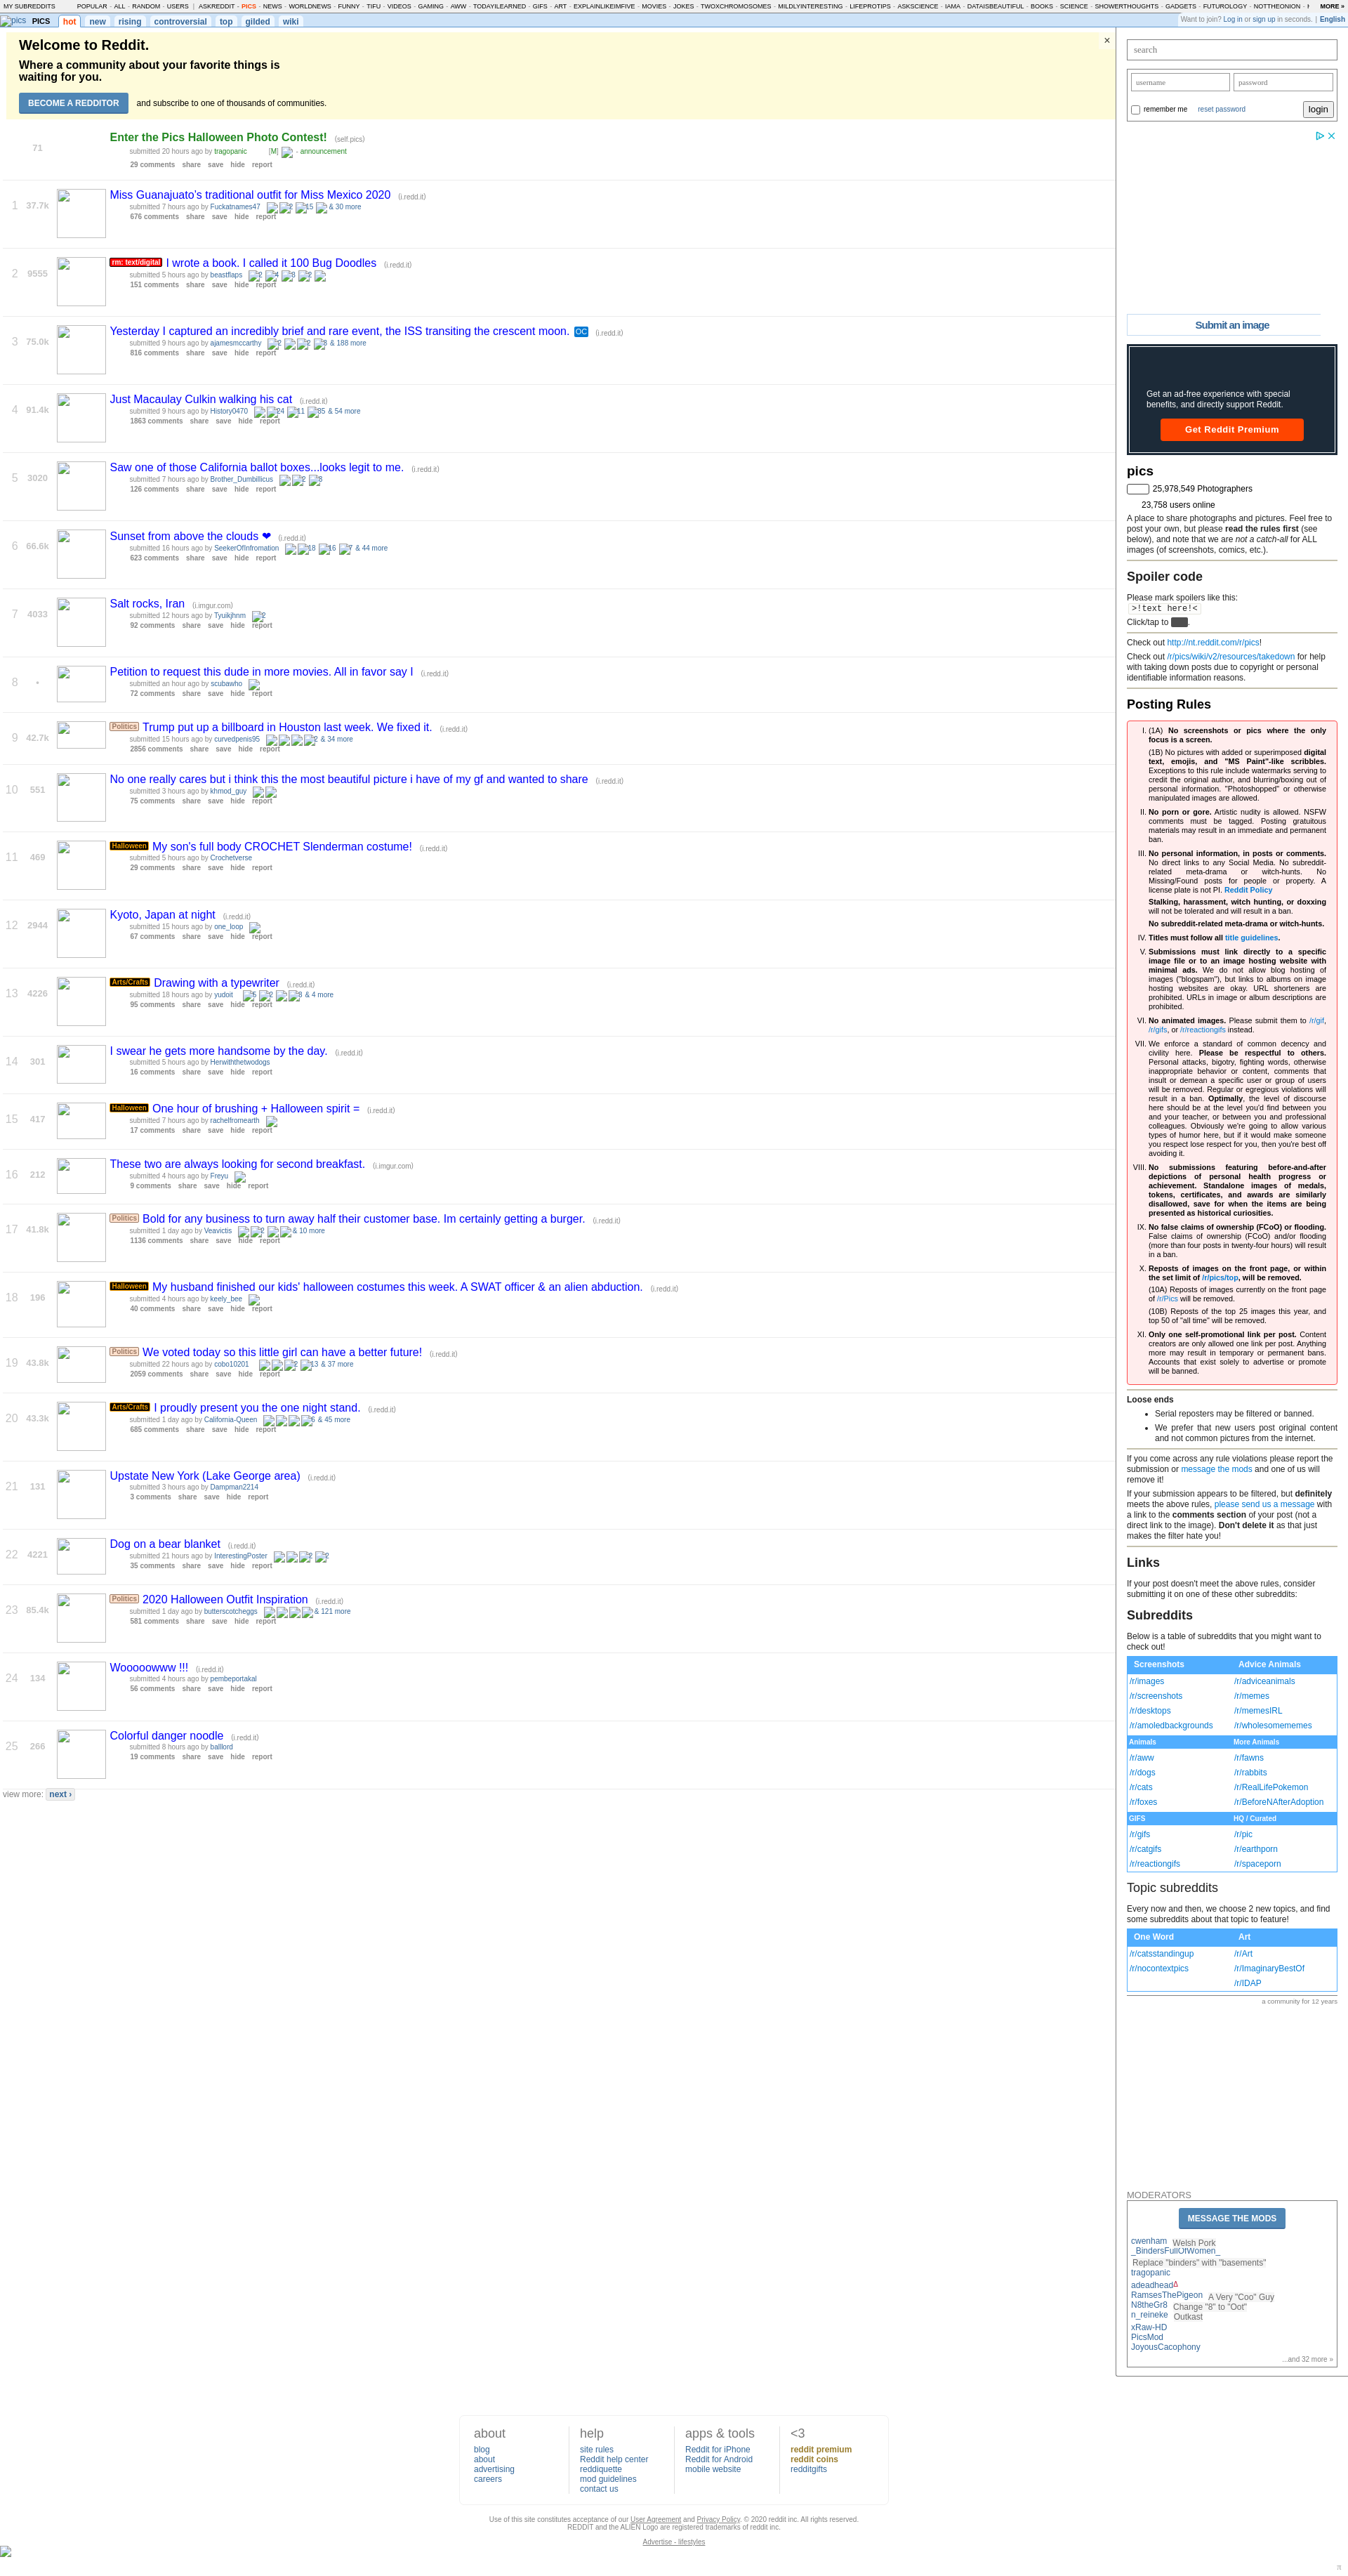 MY SUBREDDITS POPULAR - ALL - RANDOM - USERS | ASKREDDIT - PICS - NEWS - WORLDNEWS - FUNNY - TIFU - VIDEOS - GAMING - AWW - TODAYILEARNED - GIFS - ART - EXPLAINLIKEIMFIVE - MOVIES - JOKES - TWOXCHROMOSOMES - MILDLYINTERESTING - LIFEPROTIPS - ASKSCIENCE - IAMA - DATAISBEAUTIFUL - BOOKS - SCIENCE - SHOWERTHOUGHTS - GADGETS - FUTUROLOGY - NOTTHEONION - MORE »
pics PICS hot new rising controversial top gilded wiki
Want to join? Log in or sign up in seconds. | English
Welcome to Reddit.
Where a community about your favorite things is
waiting for you.
BECOME A REDDITOR and subscribe to one of thousands of communities.
×
71
Enter the Pics Halloween Photo Contest! (self.pics)
submitted 20 hours ago by tragopanic [M] - announcement
29 comments share save hide report
1 37.7k
Miss Guanajuato's traditional outfit for Miss Mexico 2020 (i.redd.it)
submitted 7 hours ago by Fuckatnames47 2 15 & 30 more
676 comments share save hide report
2 9555
rm: text/digital I wrote a book. I called it 100 Bug Doodles (i.redd.it)
submitted 5 hours ago by beastflaps 2 4 3 2
151 comments share save hide report
3 75.0k
Yesterday I captured an incredibly brief and rare event, the ISS transiting the crescent moon. OC (i.redd.it)
submitted 9 hours ago by ajamesmccarthy 2 2 3 & 188 more
816 comments share save hide report
4 91.4k
Just Macaulay Culkin walking his cat (i.redd.it)
submitted 9 hours ago by History0470 24 11 35 & 54 more
1863 comments share save hide report
5 3020
Saw one of those California ballot boxes...looks legit to me. (i.redd.it)
submitted 7 hours ago by Brother_Dumbillicus 2 3
126 comments share save hide report
6 66.6k
Sunset from above the clouds ❤ (i.redd.it)
submitted 16 hours ago by SeekerOfInfromation 18 16 7 & 44 more
623 comments share save hide report
7 4033
Salt rocks, Iran (i.imgur.com)
submitted 12 hours ago by Tyuikjhnm 2
92 comments share save hide report
8 •
Petition to request this dude in more movies. All in favor say I (i.redd.it)
submitted an hour ago by scubawho
72 comments share save hide report
9 42.7k
Politics Trump put up a billboard in Houston last week. We fixed it. (i.redd.it)
submitted 15 hours ago by curvedpenis95 2 & 34 more
2856 comments share save hide report
10 551
No one really cares but i think this the most beautiful picture i have of my gf and wanted to share (i.redd.it)
submitted 3 hours ago by khmod_guy
75 comments share save hide report
11 469
Halloween My son's full body CROCHET Slenderman costume! (i.redd.it)
submitted 5 hours ago by Crochetverse
29 comments share save hide report
12 2944
Kyoto, Japan at night (i.redd.it)
submitted 15 hours ago by one_loop
67 comments share save hide report
13 4226
Arts/Crafts Drawing with a typewriter (i.redd.it)
submitted 18 hours ago by yudoit 5 2 3 & 4 more
95 comments share save hide report
14 301
I swear he gets more handsome by the day. (i.redd.it)
submitted 5 hours ago by Herwiththetwodogs
16 comments share save hide report
15 417
Halloween One hour of brushing + Halloween spirit = (i.redd.it)
submitted 7 hours ago by rachelfromearth
17 comments share save hide report
16 212
These two are always looking for second breakfast. (i.imgur.com)
submitted 4 hours ago by Freyu
9 comments share save hide report
17 41.8k
Politics Bold for any business to turn away half their customer base. Im certainly getting a burger. (i.redd.it)
submitted 1 day ago by Veavictis 2 & 10 more
1136 comments share save hide report
18 196
Halloween My husband finished our kids' halloween costumes this week. A SWAT officer & an alien abduction. (i.redd.it)
submitted 4 hours ago by keely_bee
40 comments share save hide report
19 43.8k
Politics We voted today so this little girl can have a better future! (i.redd.it)
submitted 22 hours ago by cobo10201 2 13 & 37 more
2059 comments share save hide report
20 43.3k
Arts/Crafts I proudly present you the one night stand. (i.redd.it)
submitted 1 day ago by California-Queen 6 & 45 more
685 comments share save hide report
21 131
Upstate New York (Lake George area) (i.redd.it)
submitted 3 hours ago by Dampman2214
3 comments share save hide report
22 4221
Dog on a bear blanket (i.redd.it)
submitted 21 hours ago by InterestingPoster 2 2
35 comments share save hide report
23 85.4k
Politics 2020 Halloween Outfit Inspiration (i.redd.it)
submitted 1 day ago by butterscotcheggs & 121 more
581 comments share save hide report
24 134
Wooooowww !!! (i.redd.it)
submitted 4 hours ago by pembeportakal
56 comments share save hide report
25 266
Colorful danger noodle (i.redd.it)
submitted 8 hours ago by balllord
19 comments share save hide report
view more: next ›
search
username password
remember me reset password login
Submit an image
Get an ad-free experience with special
benefits, and directly support Reddit.
Get Reddit Premium
pics
25,978,549 Photographers
23,758 users online
A place to share photographs and pictures. Feel free to
post your own, but please read the rules first (see
below), and note that we are not a catch-all for ALL
images (of screenshots, comics, etc.).
Spoiler code
Please mark spoilers like this:
>!text here!<
Click/tap to .
Check out http://nt.reddit.com/r/pics!
Check out /r/pics/wiki/v2/resources/takedown for help
with taking down posts due to copyright or personal
identifiable information reasons.
Posting Rules
I. (1A) No screenshots or pics where the only
focus is a screen.
(1B) No pictures with added or superimposed digital
text, emojis, and "MS Paint"-like scribbles.
Exceptions to this rule include watermarks serving to
credit the original author, and blurring/boxing out of
personal information. "Photoshopped" or otherwise
manipulated images are allowed.
II. No porn or gore. Artistic nudity is allowed. NSFW
comments must be tagged. Posting gratuitous
materials may result in an immediate and permanent
ban.
III. No personal information, in posts or comments.
No direct links to any Social Media. No subreddit-
related meta-drama or witch-hunts. No
Missing/Found posts for people or property. A
license plate is not PI. Reddit Policy
Stalking, harassment, witch hunting, or doxxing
will not be tolerated and will result in a ban.
No subreddit-related meta-drama or witch-hunts.
IV. Titles must follow all title guidelines.
V. Submissions must link directly to a specific
image file or to an image hosting website with
minimal ads. We do not allow blog hosting of
images ("blogspam"), but links to albums on image
hosting websites are okay. URL shorteners are
prohibited. URLs in image or album descriptions are
prohibited.
VI. No animated images. Please submit them to /r/gif,
/r/gifs, or /r/reactiongifs instead.
VII. We enforce a standard of common decency and
civility here. Please be respectful to others.
Personal attacks, bigotry, fighting words, otherwise
inappropriate behavior or content, comments that
insult or demean a specific user or group of users
will be removed. Regular or egregious violations will
result in a ban. Optimally, the level of discourse
here should be at the level you'd find between you
and your teacher, or between you and professional
colleagues. Obviously we're going to allow various
types of humor here, but if it would make someone
you respect lose respect for you, then you're best off
avoiding it.
VIII. No submissions featuring before-and-after
depictions of personal health progress or
achievement. Standalone images of medals,
tokens, certificates, and awards are similarly
disallowed, save for when the items are being
presented as historical curiosities.
IX. No false claims of ownership (FCoO) or flooding.
False claims of ownership (FCoO) and/or flooding
(more than four posts in twenty-four hours) will result
in a ban.
X. Reposts of images on the front page, or within
the set limit of /r/pics/top, will be removed.
(10A) Reposts of images currently on the front page
of /r/Pics will be removed.
(10B) Reposts of the top 25 images this year, and
top 50 of "all time" will be removed.
XI. Only one self-promotional link per post. Content
creators are only allowed one link per post. Anything
more may result in temporary or permanent bans.
Accounts that exist solely to advertise or promote
will be banned.
Loose ends
• Serial reposters may be filtered or banned.
• We prefer that new users post original content
and not common pictures from the internet.
If you come across any rule violations please report the
submission or message the mods and one of us will
remove it!
If your submission appears to be filtered, but definitely
meets the above rules, please send us a message with
a link to the comments section of your post (not a
direct link to the image). Don't delete it as that just
makes the filter hate you!
Links
If your post doesn't meet the above rules, consider
submitting it on one of these other subreddits:
Subreddits
Below is a table of subreddits that you might want to
check out!
Screenshots Advice Animals
/r/images /r/adviceanimals
/r/screenshots /r/memes
/r/desktops /r/memesIRL
/r/amoledbackgrounds /r/wholesomememes
Animals More Animals
/r/aww /r/fawns
/r/dogs /r/rabbits
/r/cats /r/RealLifePokemon
/r/foxes /r/BeforeNAfterAdoption
GIFS HQ / Curated
/r/gifs /r/pic
/r/catgifs /r/earthporn
/r/reactiongifs /r/spaceporn
Topic subreddits
Every now and then, we choose 2 new topics, and find
some subreddits about that topic to feature!
One Word Art
/r/catsstandingup /r/Art
/r/nocontextpics /r/ImaginaryBestOf
/r/IDAP
a community for 12 years
MODERATORS
MESSAGE THE MODS
cwenham Welsh Pork
_BindersFullOfWomen_
Replace "binders" with "basements"
tragopanic
adeadheadΔ
RamsesThePigeon A Very "Coo" Guy
N8theGr8 Change "8" to "Oot"
n_reineke Outkast
xRaw-HD
PicsMod
JoyousCacophony
...and 32 more »
about
blog
about
advertising
careers
help
site rules
Reddit help center
reddiquette
mod guidelines
contact us
apps & tools
Reddit for iPhone
Reddit for Android
mobile website
<3
reddit premium
reddit coins
redditgifts
Use of this site constitutes acceptance of our User Agreement and Privacy Policy. © 2020 reddit inc. All rights reserved.
REDDIT and the ALIEN Logo are registered trademarks of reddit inc.
Advertise - lifestyles
π